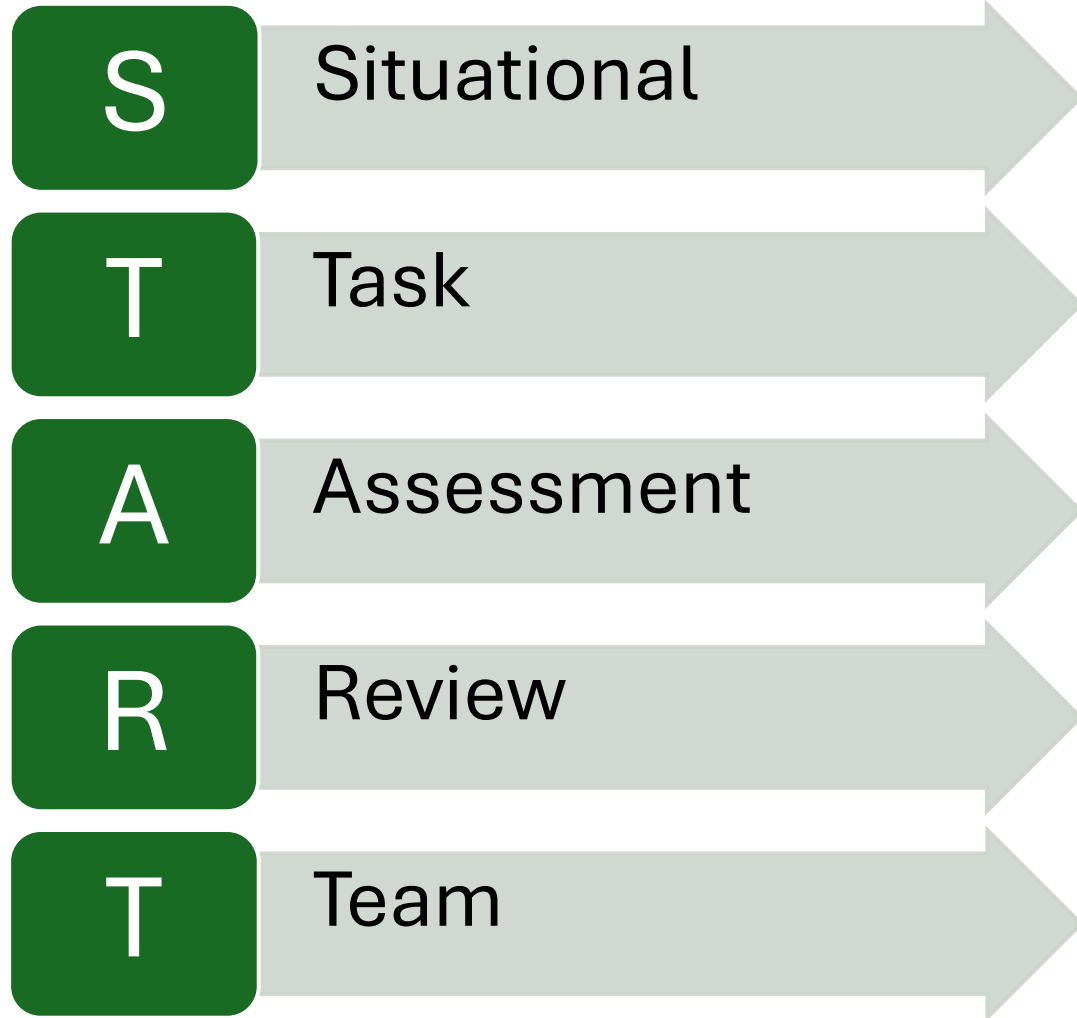 S Situational
T Task
A Assessment
R Review
T Team